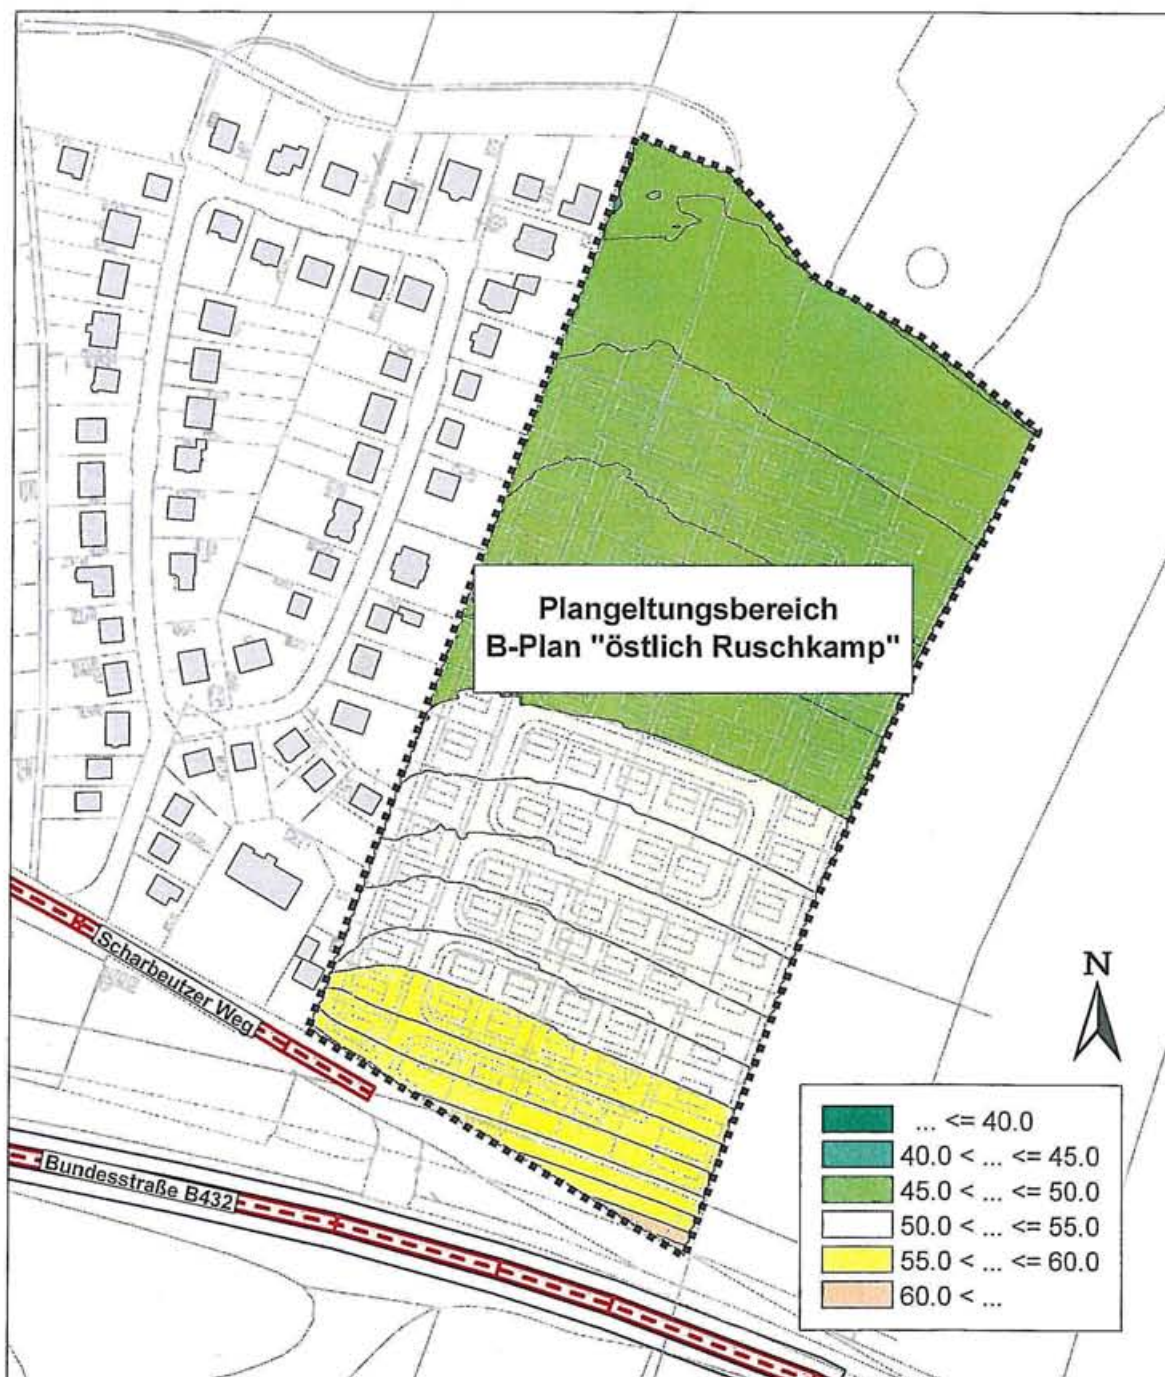 Plangeltungsbereich
B-Plan "östlich Ruschkamp"
Scharbeutzer Weg
Bundesstraße B432
N
... <= 40.0
40.0 < ... <= 45.0
45.0 < ... <= 50.0
50.0 < ... <= 55.0
55.0 < ... <= 60.0
60.0 < ...